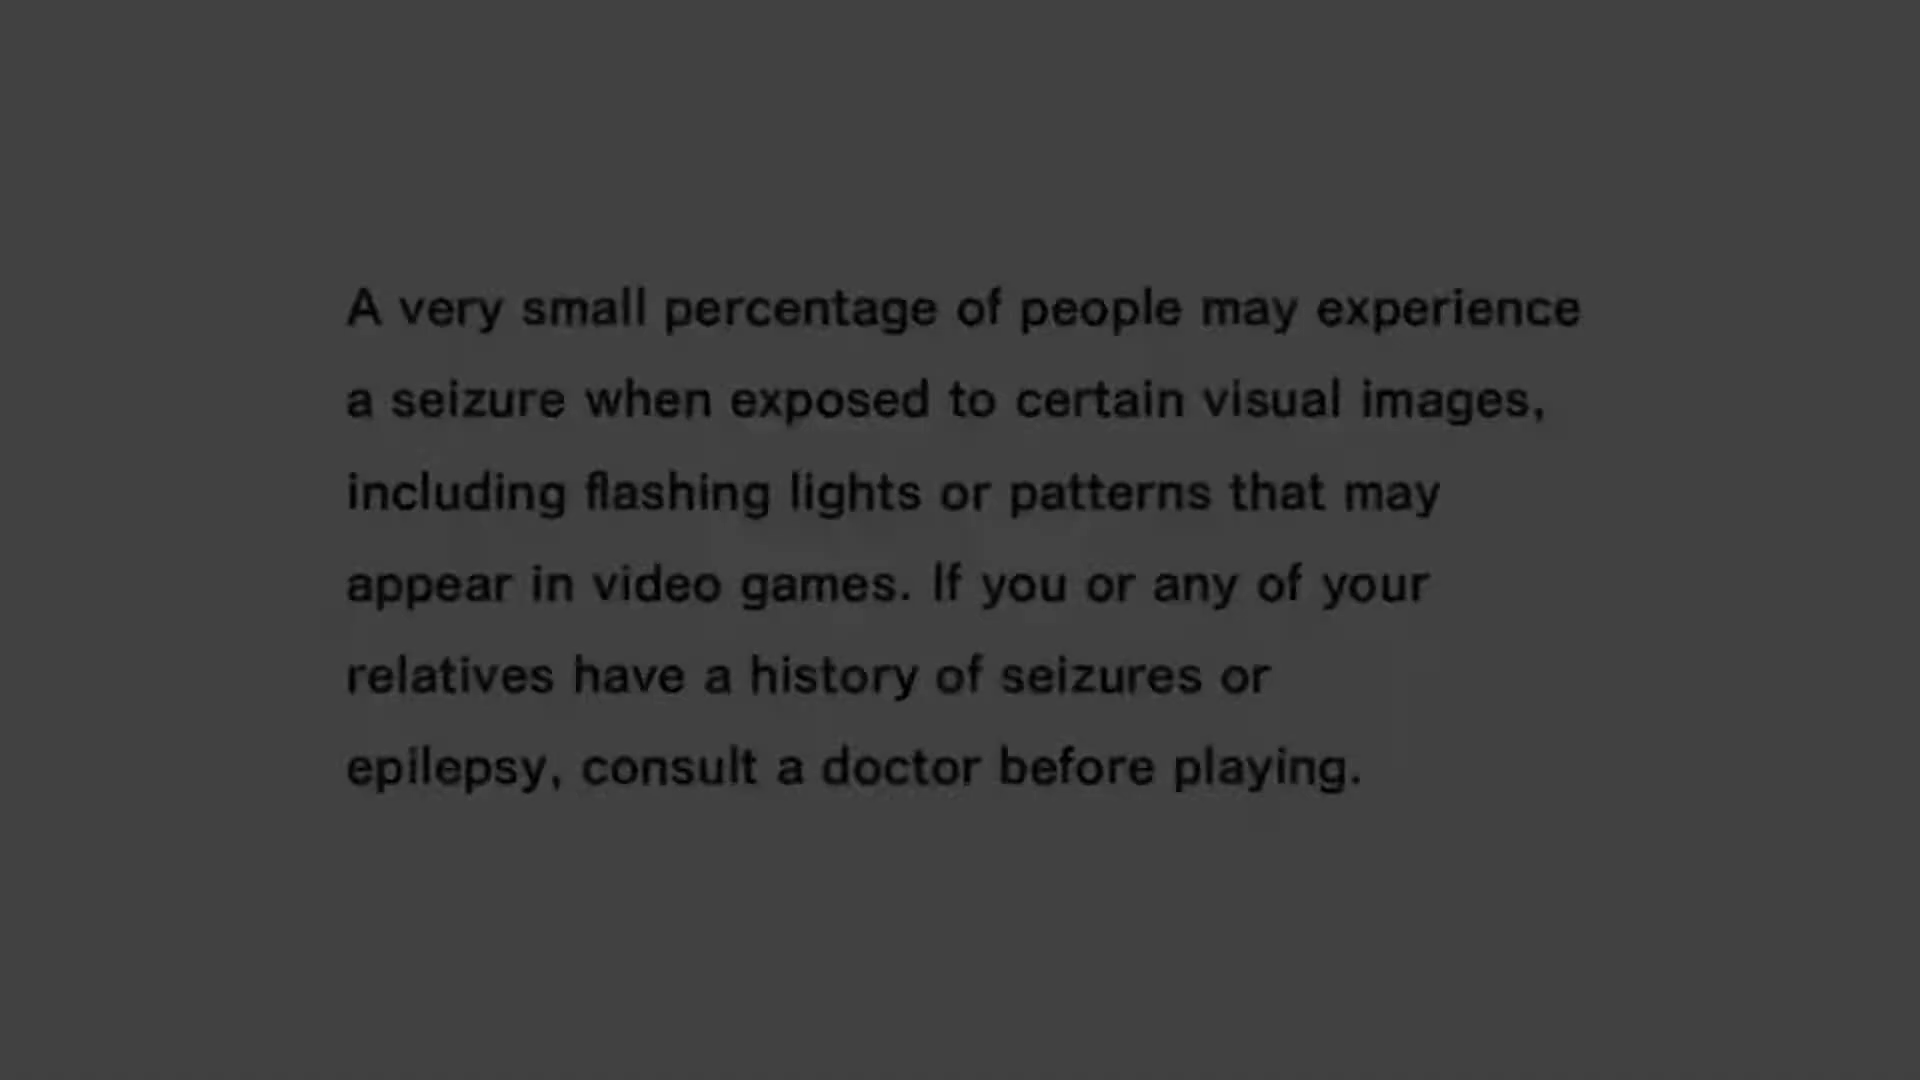 A very small percentage of people may experience
a seizure when exposed to certain visual images,
including flashing lights or patterns that may
appear in video games. If you or any of your
relatives have a history of seizures or
epilepsy, consult a doctor before playing.